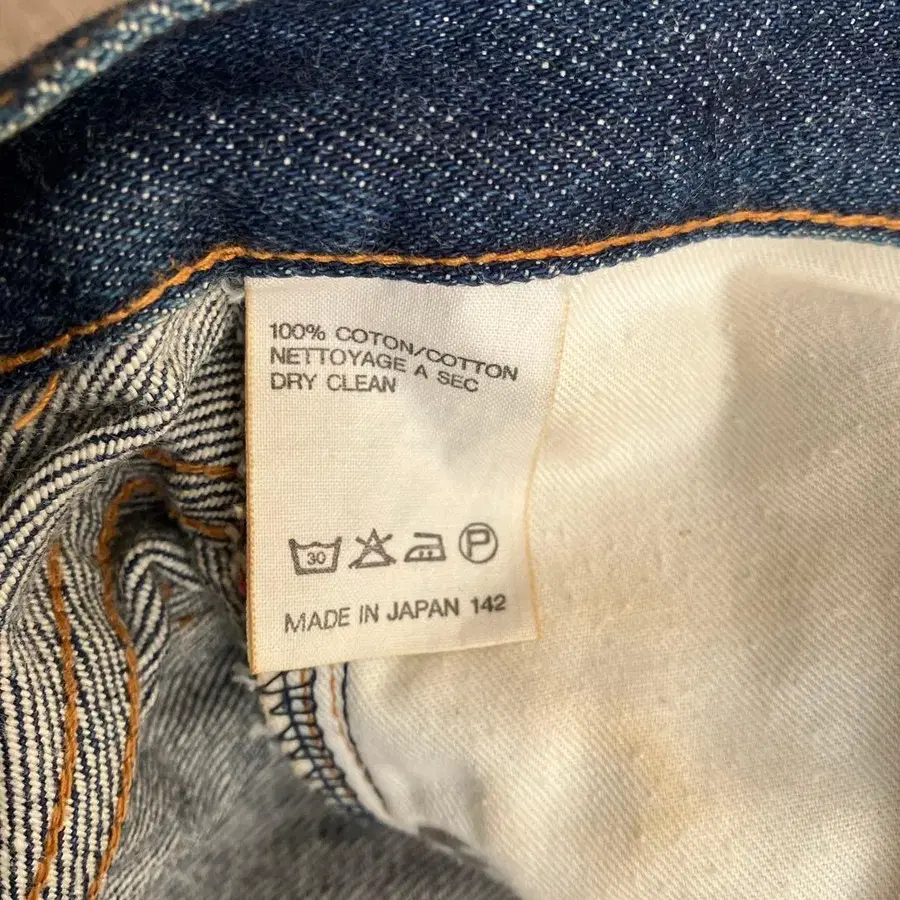 100% COTON/COTTON
NETTOYAGE A SEC
DRY CLEAN
30 P
MADE IN JAPAN 142